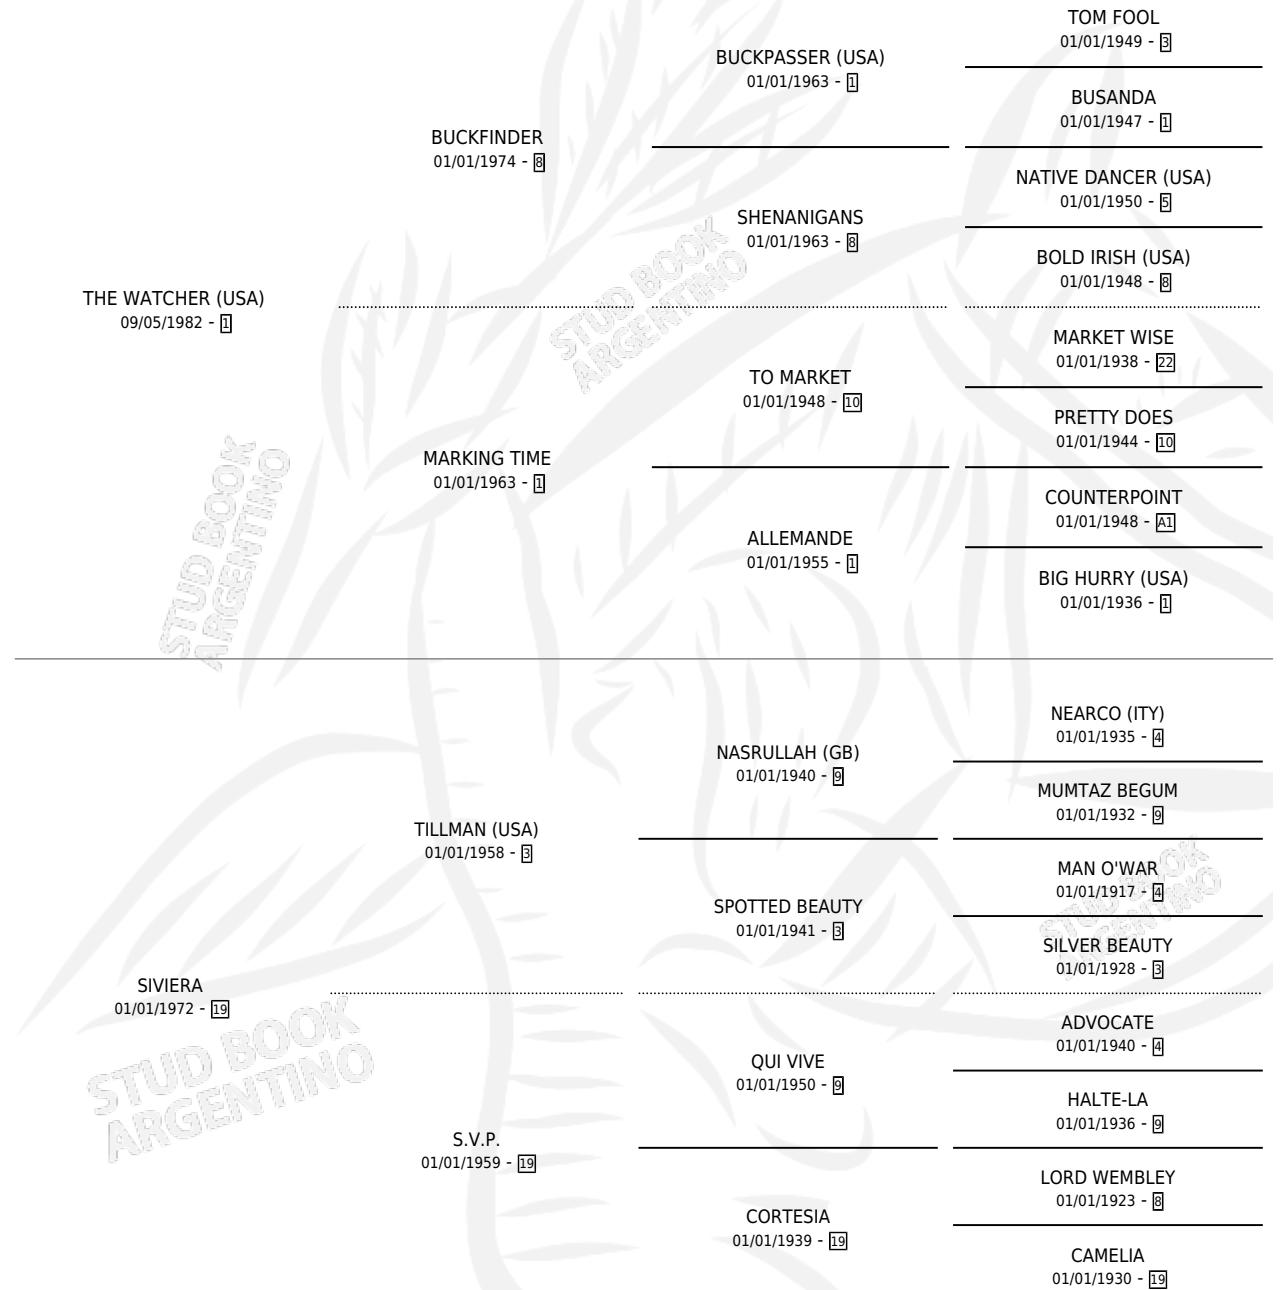 TOM FOOL
01/01/1949 - 3
BUCKPASSER (USA)
01/01/1963 - 1
BUSANDA
01/01/1947 - 1
BUCKFINDER
01/01/1974 - 8
NATIVE DANCER (USA)
01/01/1950 - 5
SHENANIGANS
01/01/1963 - 8
BOLD IRISH (USA)
01/01/1948 - 8
THE WATCHER (USA)
09/05/1982 - 1
MARKET WISE
01/01/1938 - 22
TO MARKET
01/01/1948 - 10
PRETTY DOES
01/01/1944 - 10
MARKING TIME
01/01/1963 - 1
COUNTERPOINT
01/01/1948 - A1
ALLEMANDE
01/01/1955 - 1
BIG HURRY (USA)
01/01/1936 - 1
NEARCO (ITY)
01/01/1935 - 4
NASRULLAH (GB)
01/01/1940 - 9
MUMTAZ BEGUM
01/01/1932 - 9
TILLMAN (USA)
01/01/1958 - 3
MAN O'WAR
01/01/1917 - 4
SPOTTED BEAUTY
01/01/1941 - 3
SILVER BEAUTY
01/01/1928 - 3
SIVIERA
01/01/1972 - 19
ADVOCATE
01/01/1940 - 4
QUI VIVE
01/01/1950 - 9
HALTE-LA
01/01/1936 - 9
S.V.P.
01/01/1959 - 19
LORD WEMBLEY
01/01/1923 - 8
CORTESIA
01/01/1939 - 19
CAMELIA
01/01/1930 - 19
STUD BOOK
ARGENTINO
STUD BOOK
ARGENTINO
STUD BOOK
ARGENTINO
STUD BOOK
ARGENTINO